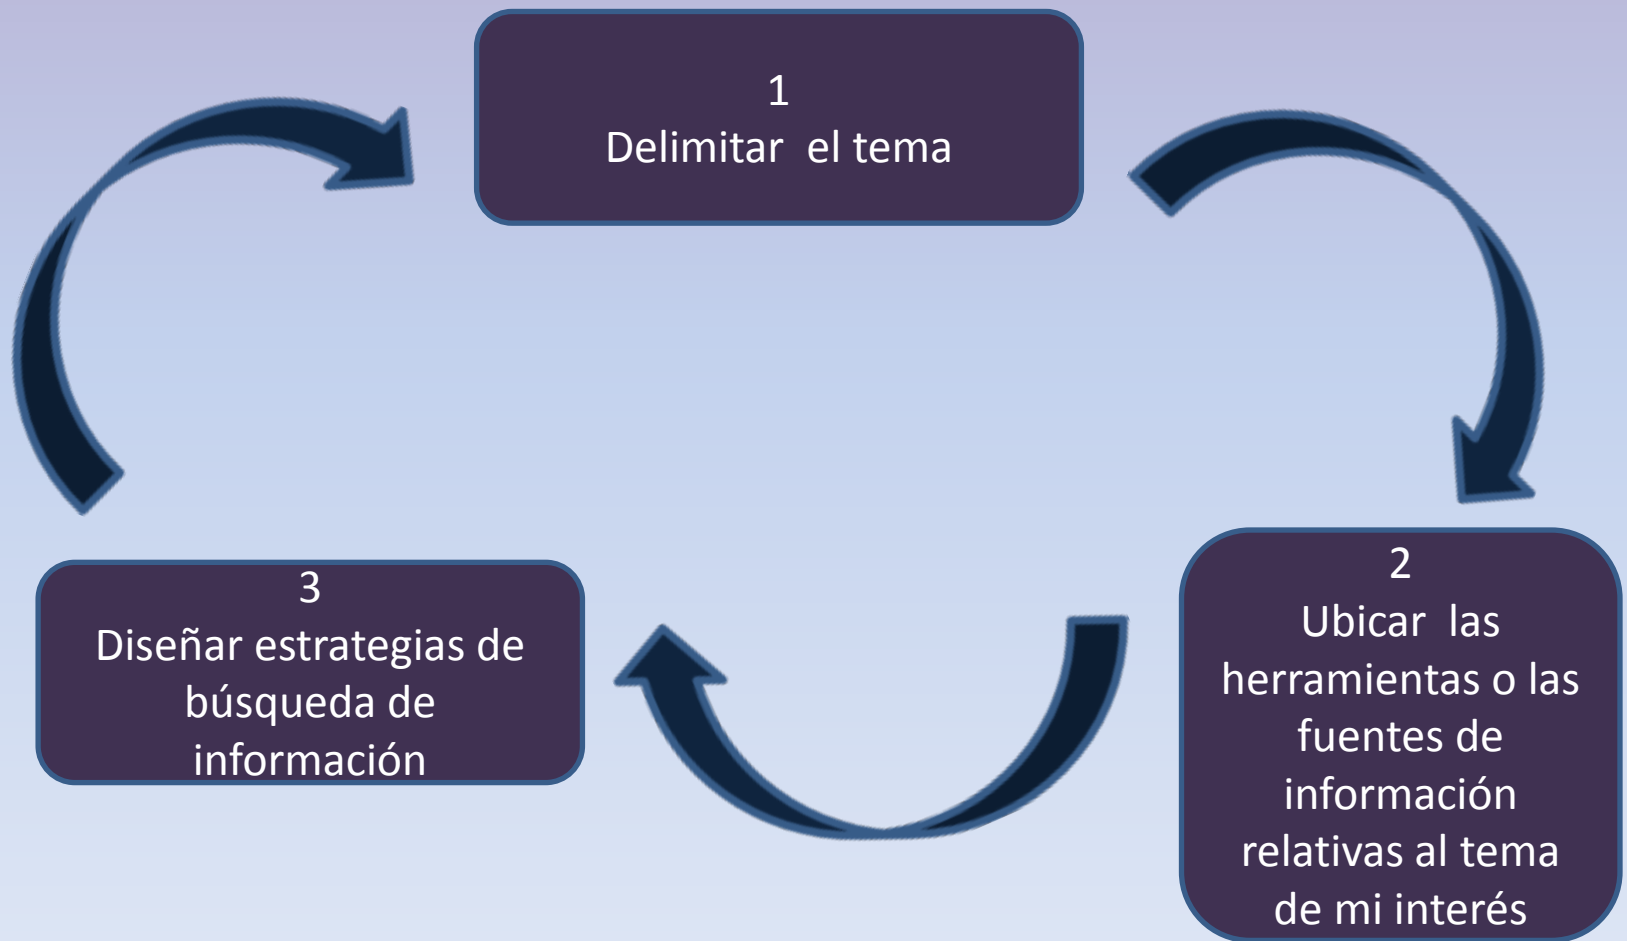 1
Delimitar  el tema
2
Ubicar  las
herramientas o las
fuentes de
información
relativas al tema
de mi interés
3
Diseñar estrategias de
búsqueda de
información